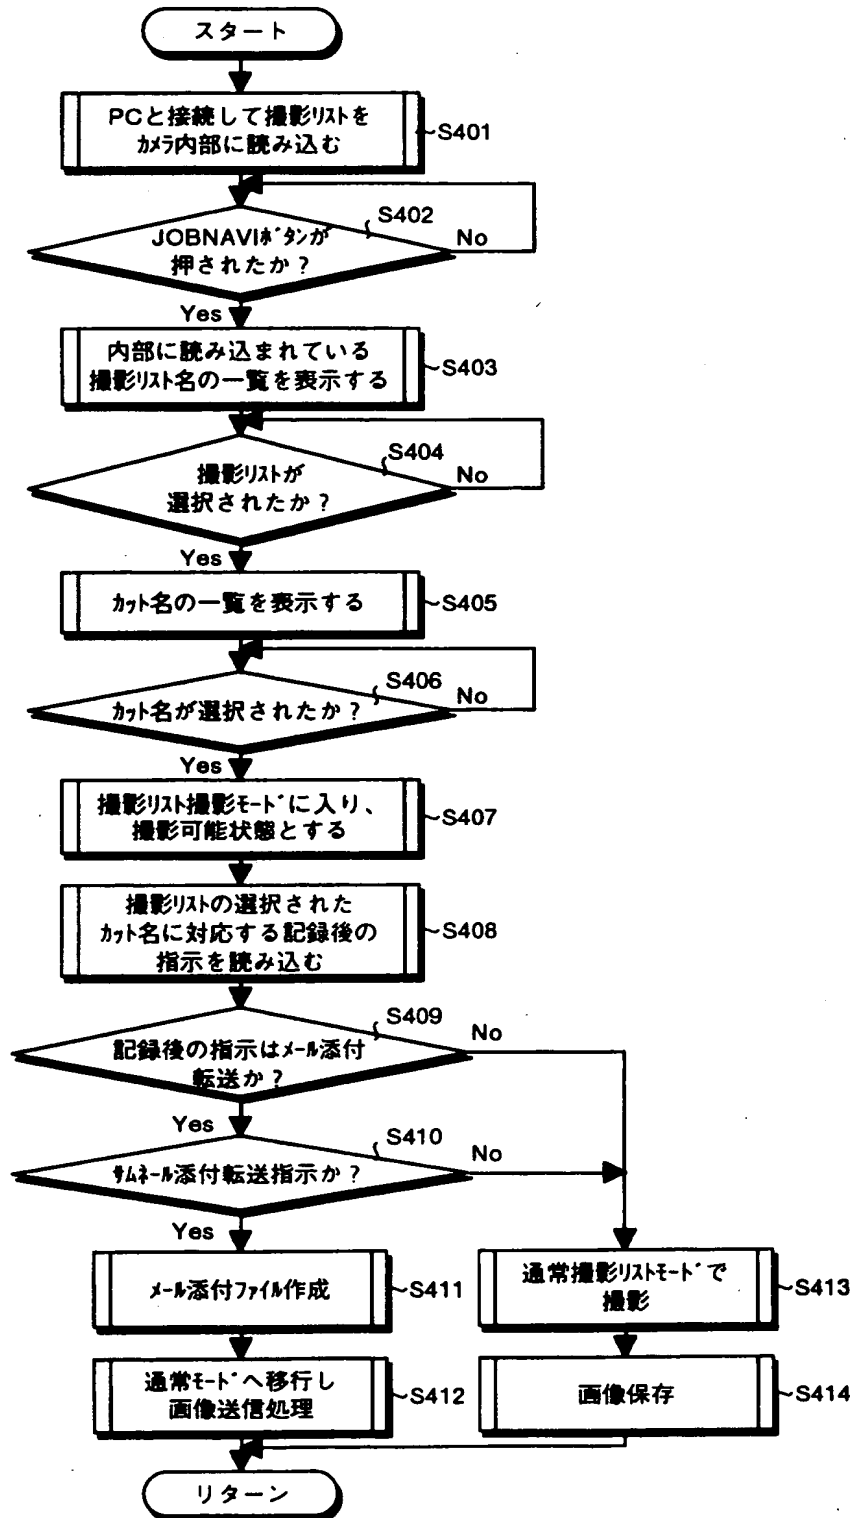 スタート
PCと接続して撮影リストを
カメラ内部に読み込む
S401
S402
JOBNAVIボタンが
押されたか?
No
Yes
内部に読み込まれている
撮影リスト名の一覧を表示する
S403
S404
撮影リストが
選択されたか?
No
Yes
カット名の一覧を表示する
S405
S406
カット名が選択されたか?
No
Yes
撮影リスト撮影モードに入り、
撮影可能状態とする
S407
撮影リストの選択された
カット名に対応する記録後の
指示を読み込む
S408
S409
記録後の指示はメール添付
転送か?
No
Yes
S410
サムネール添付転送指示か?
No
Yes
メール添付ファイル作成
S411
通常撮影リストモードで
撮影
S413
通常モードへ移行し
画像送信処理
S412
画像保存
S414
リターン